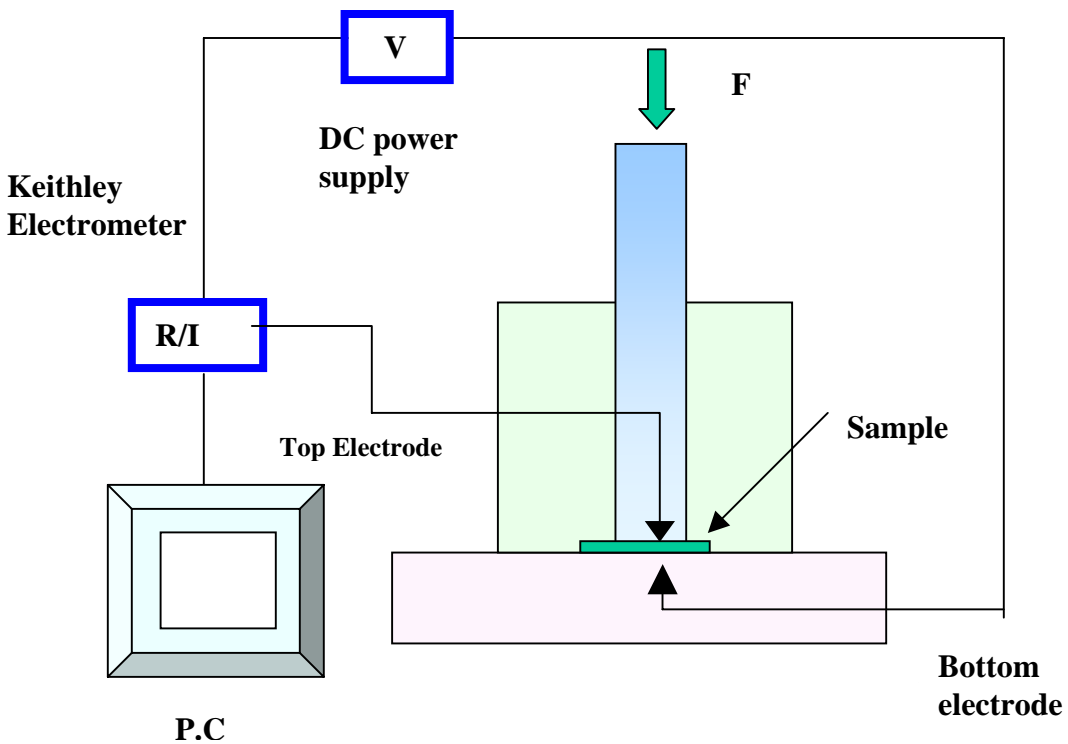 V
F
DC power
supply
Keithley
Electrometer
R/I
Top Electrode
Sample
Bottom
electrode
P.C